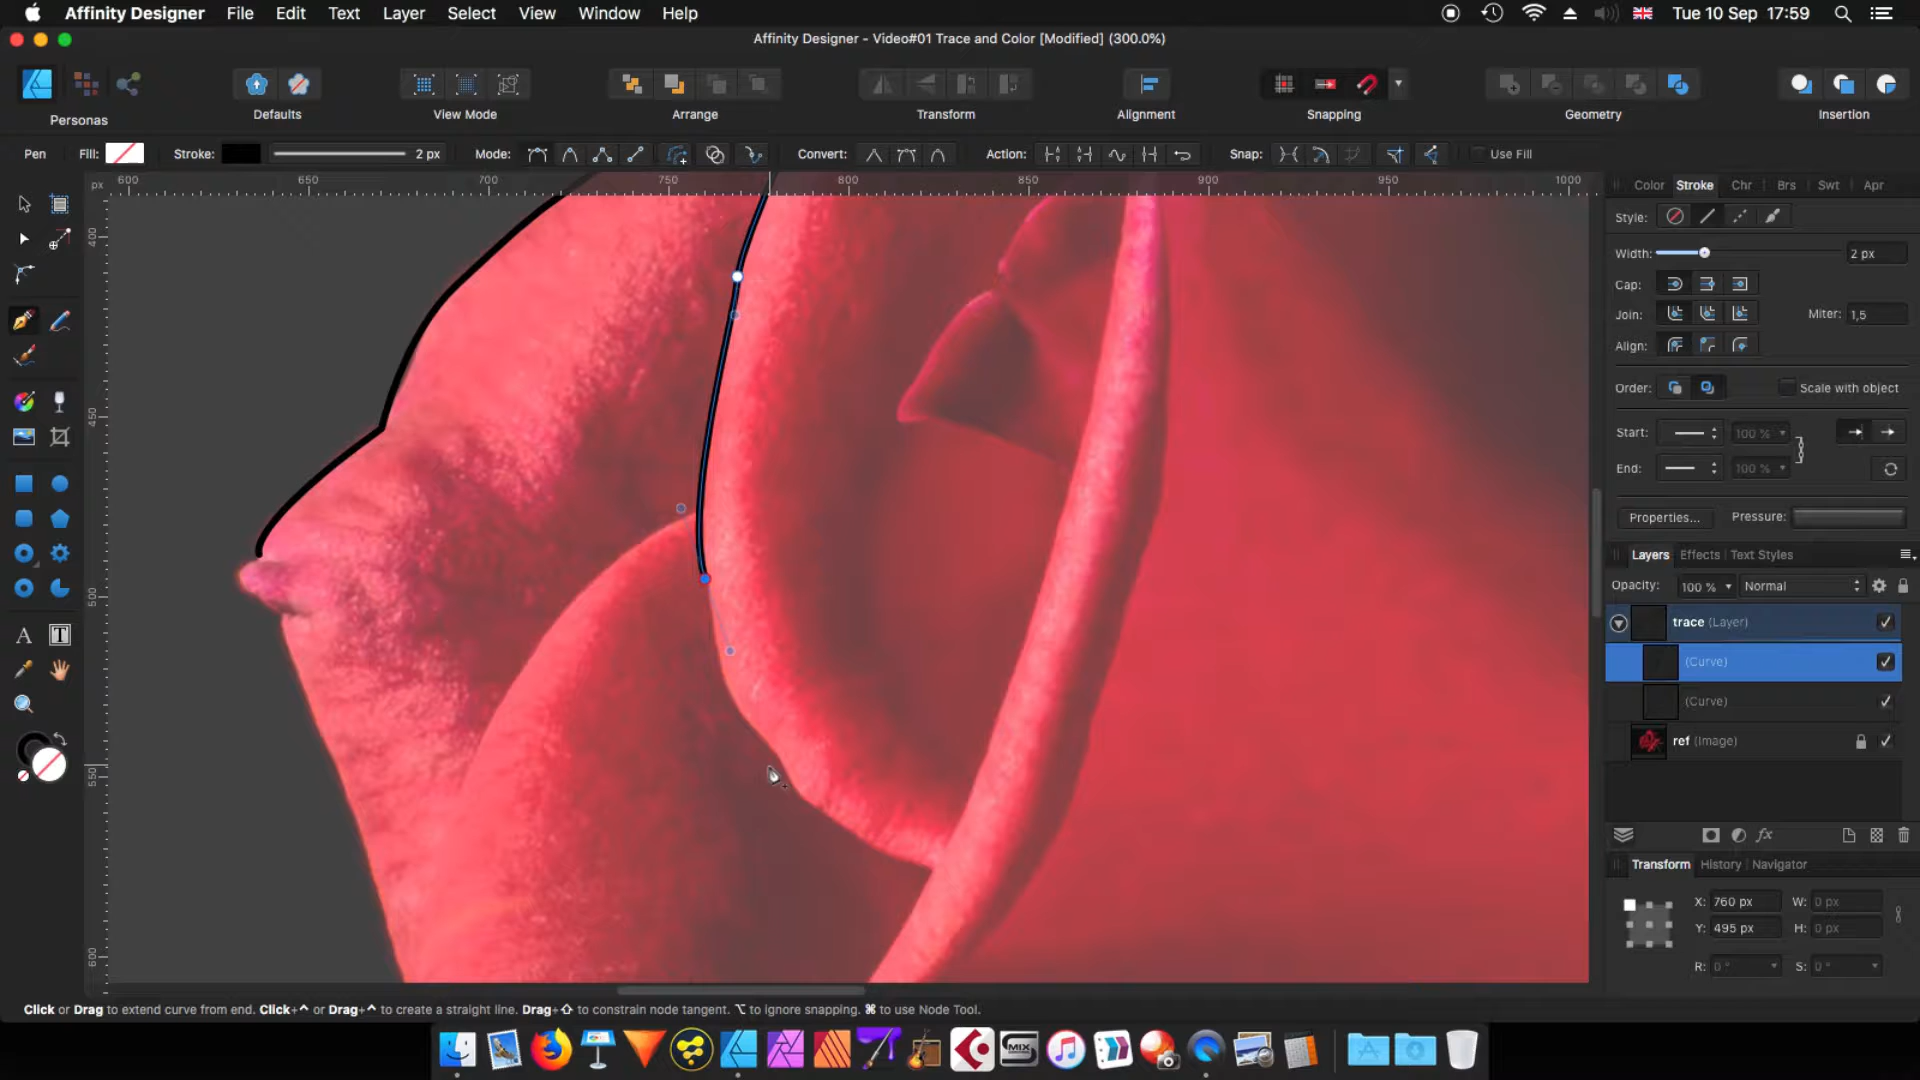 Affinity Designer File Edit Text Layer Select View Window Help Tue 10 Sep 17:59
Affinity Designer - Video#01 Trace and Color [Modified] (300.0%)
Personas Defaults View Mode Arrange Transform Alignment Snapping Geometry Insertion
Pen Fill: Stroke: 2 px Mode: Convert: Action: Snap: Use Fill
px 600 650 700 750 800 850 900 950 1000
Color Stroke Chr Brs Swt Apr
Style:
400
Width: 2 px
Cap:
Join: Miter: 1,5
Align:
Order: Scale with object
450
Start: 100 %
End: 100 %
Properties... Pressure:
Layers Effects Text Styles
Opacity: 100 % Normal
500
trace (Layer)
(Curve)
(Curve)
ref (Image)
550
Transform History Navigator
X: 760 px W: 0 px
Y: 495 px H: 0 px
600
R: 0 ° S: 0 °
Click or Drag to extend curve from end. Click+^ or Drag+^ to create a straight line. Drag+⇧ to constrain node tangent. ⌥ to ignore snapping. ⌘ to use Node Tool.
MIX